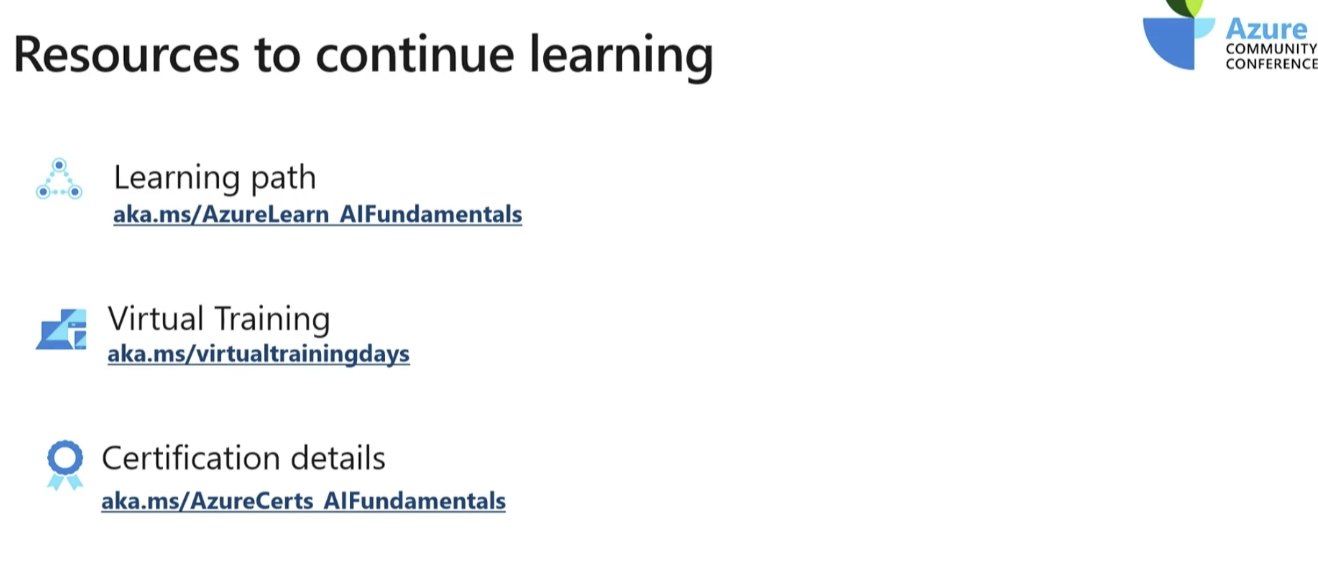 Resources to continue learning
Azure
COMMUNITY
CONFERENCE
Learning path
aka.ms/AzureLearn_AIFundamentals
Virtual Training
aka.ms/virtualtrainingdays
Certification details
aka.ms/AzureCerts_AIFundamentals